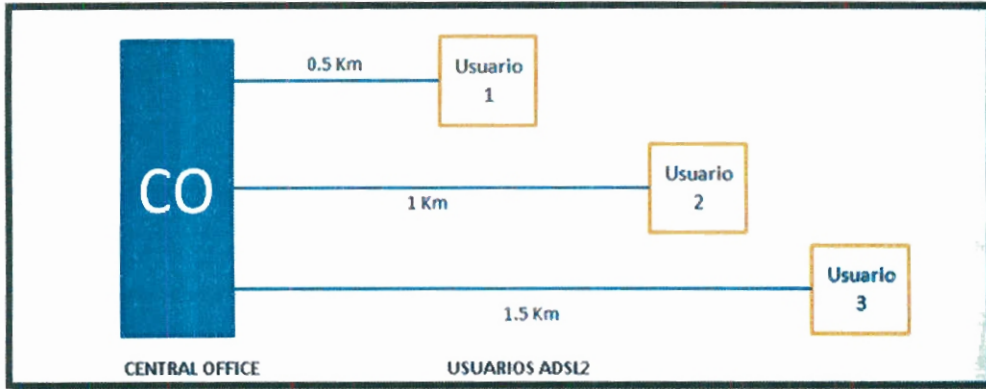 0.5 Km
Usuario
1
CO
1 Km
Usuario
2
1.5 Km
Usuario
3
CENTRAL OFFICE
USUARIOS ADSL2